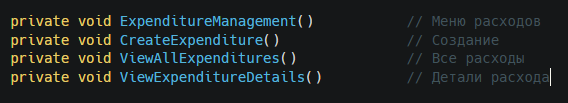 private void ExpenditureManagement() // Меню расходов
private void CreateExpenditure() // Создание
private void ViewAllExpenditures() // Все расходы
private void ViewExpenditureDetails() // Детали расхода